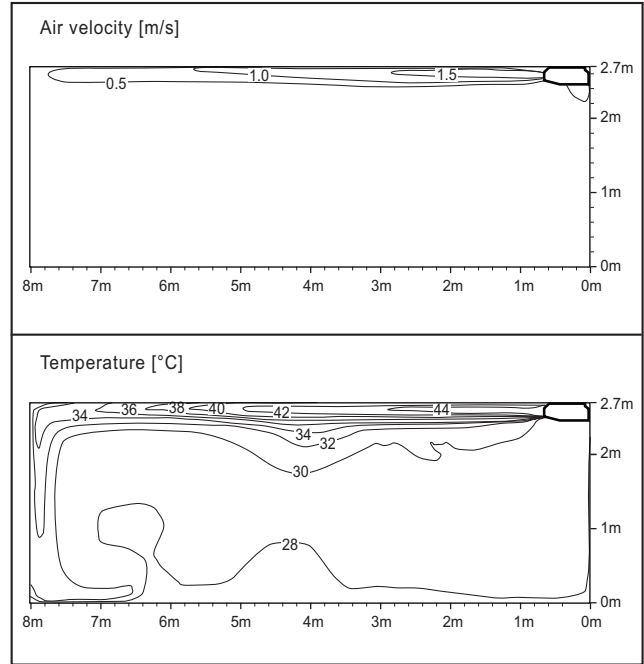 Air velocity [m/s]
2.7m
1.0
1.5
0.5
2m
1m
0m
8m 7m 6m 5m 4m 3m 2m 1m 0m
Temperature [°C]
2.7m
34 36 38 40 42 44
34
32
30
2m
1m
28
0m
8m 7m 6m 5m 4m 3m 2m 1m 0m